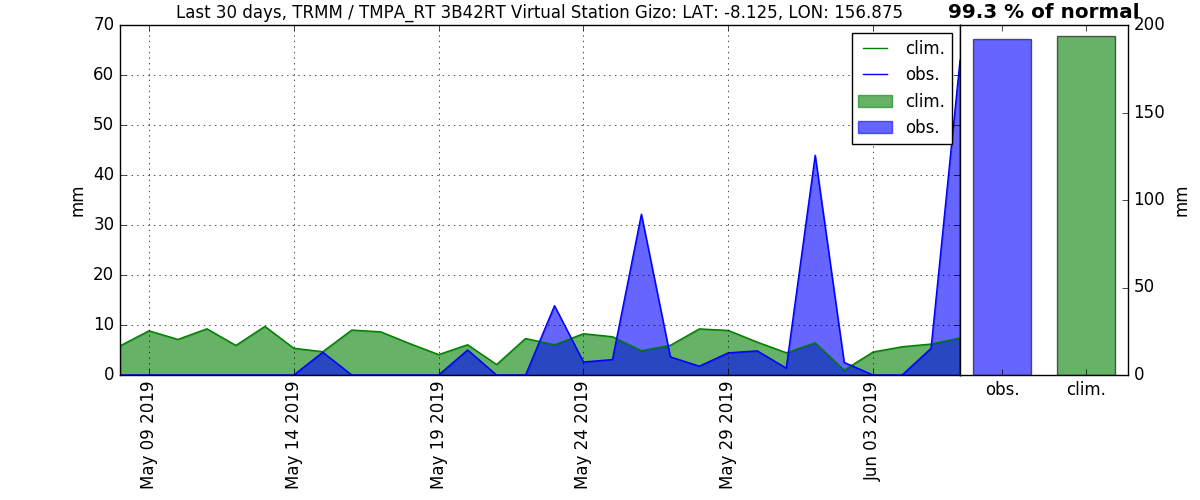 Last 30 days, TRMM / TMPA_RT 3B42RT Virtual Station Gizo: LAT: -8.125, LON: 156.875
99.3 % of normal
70
60
50
40
30
20
10
0
mm
clim.
obs.
clim.
obs.
200
150
100
50
0
mm
obs.
clim.
May 09 2019
May 14 2019
May 19 2019
May 24 2019
May 29 2019
Jun 03 2019